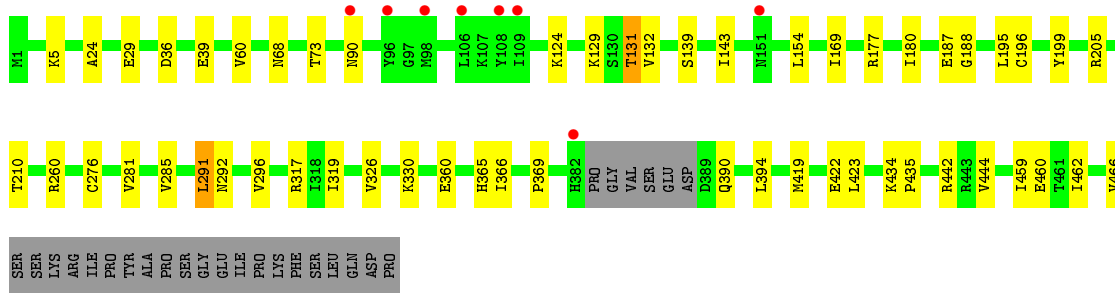 M1 K5 A24 E29 D36 E39 V60 N68 T73 N90 Y96 G97 M98 L106 K107 Y108 I109 K124 K129 S130 T131 V132 S139 I143 N151 L154 I169 R177 I180 E187 G188 L195 C196 Y199 R205
T210 R260 C276 V281 V285 L291 N292 V296 R317 I318 I319 V326 K330 E360 H365 I366 P369 H382 PRO GLY VAL SER GLU ASP D389 Q390 L394 M419 E422 L423 K434 P435 R442 R443 V444 I459 E460 T461 I462 V466
SER SER LYS ARG ILE PRO TYR ALA PRO SER GLY GLU ILE PRO LYS PHE SER LEU GLN ASP PRO